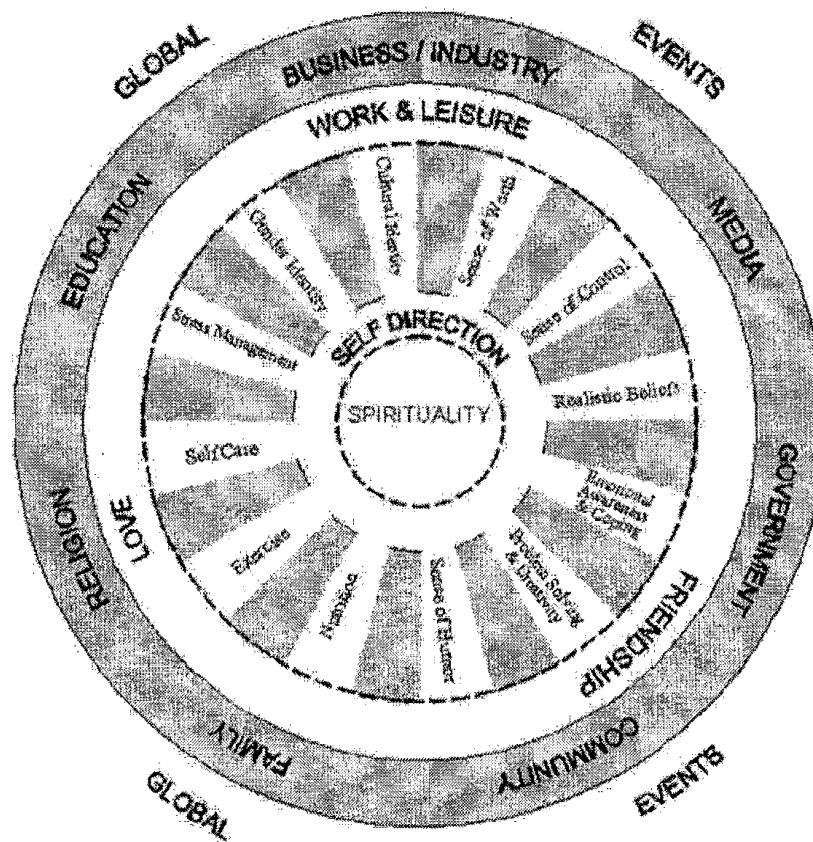 GLOBAL
EVENTS
BUSINESS / INDUSTRY
MEDIA
GOVERNMENT
COMMUNITY
FAMILY
RELIGION
EDUCATION
WORK & LEISURE
FRIENDSHIP
LOVE
Sense of Worth
Sense of Control
Realistic Beliefs
Emotional
Awareness
& Coping
Problem Solving
& Creativity
Sense of Humor
Nutrition
Exercise
Self Care
Stress Management
Gender Identity
Cultural Identity
SELF DIRECTION
SPIRITUALITY
GLOBAL
EVENTS